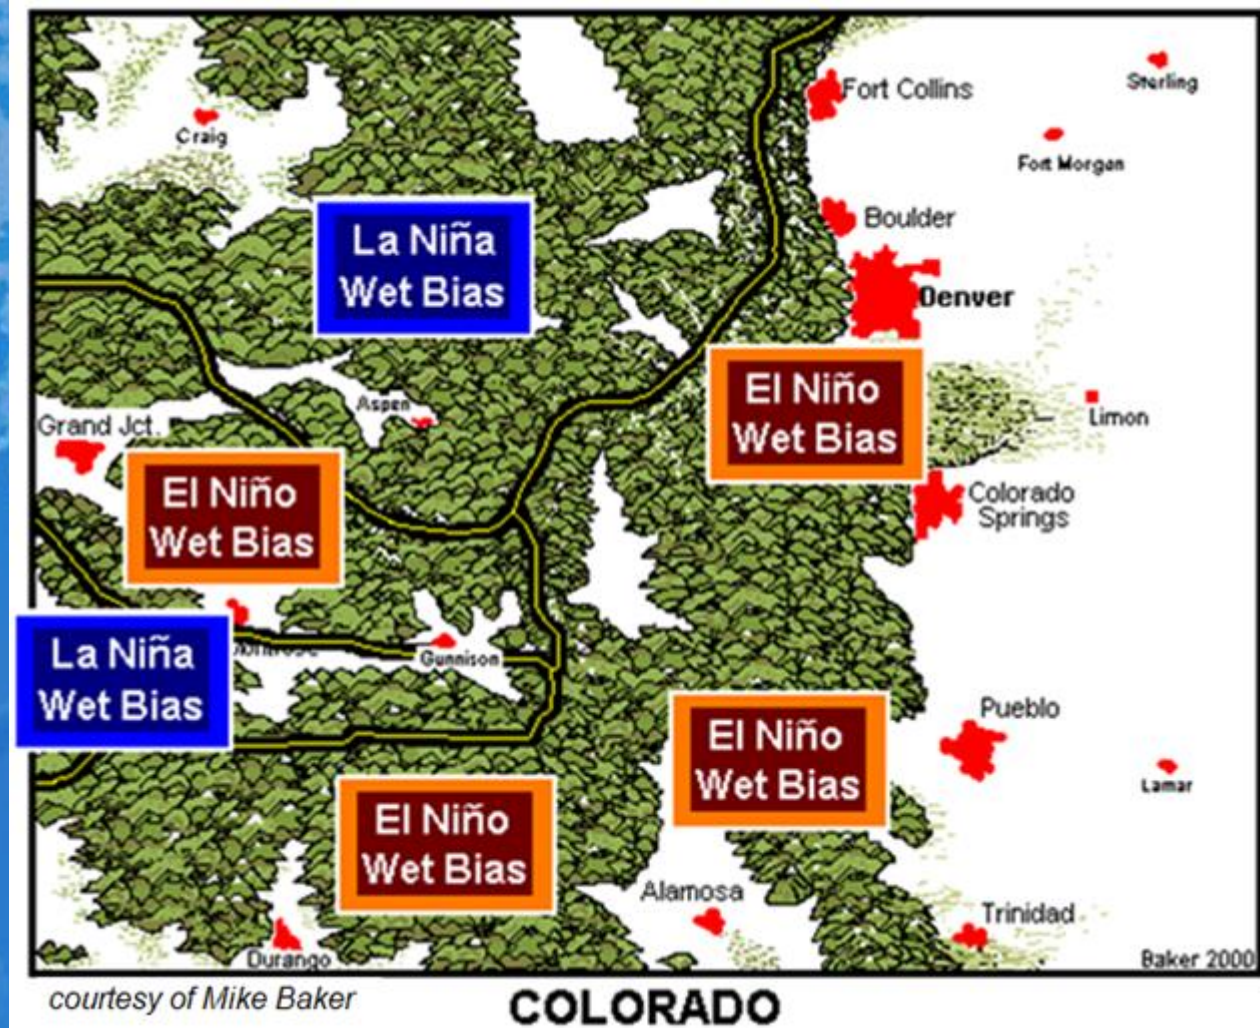 Fort Collins
Sterling
Craig
Fort Morgan
La Niña
Wet Bias
Boulder
Denver
El Niño
Wet Bias
Aspen
Limon
Grand Jct.
El Niño
Wet Bias
Colorado
Springs
La Niña
Wet Bias
Gunnison
El Niño
Wet Bias
Pueblo
Lamar
El Niño
Wet Bias
Alamosa
Trinidad
Durango
Baker 2000
courtesy of Mike Baker
COLORADO